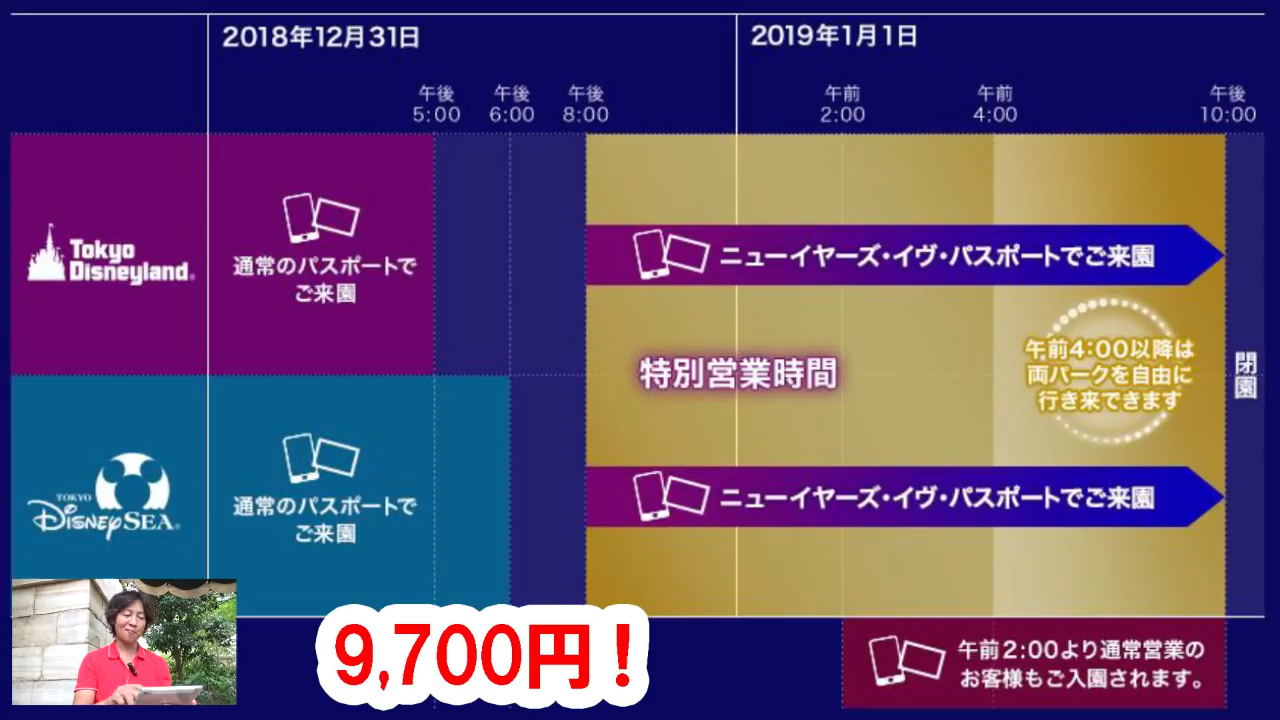 2018年12月31日
2019年1月1日
午後
5:00
午後
6:00
午後
8:00
午前
2:00
午前
4:00
午後
10:00
Tokyo
Disneyland®
通常のパスポートで
ご来園
ニューイヤーズ・イヴ・パスポートでご来園
特別営業時間
午前4:00以降は
両パークを自由に
行き来できます
閉園
TOKYO
DisneySEA®
通常のパスポートで
ご来園
ニューイヤーズ・イヴ・パスポートでご来園
9,700円！
午前2:00より通常営業の
お客様もご入園されます。